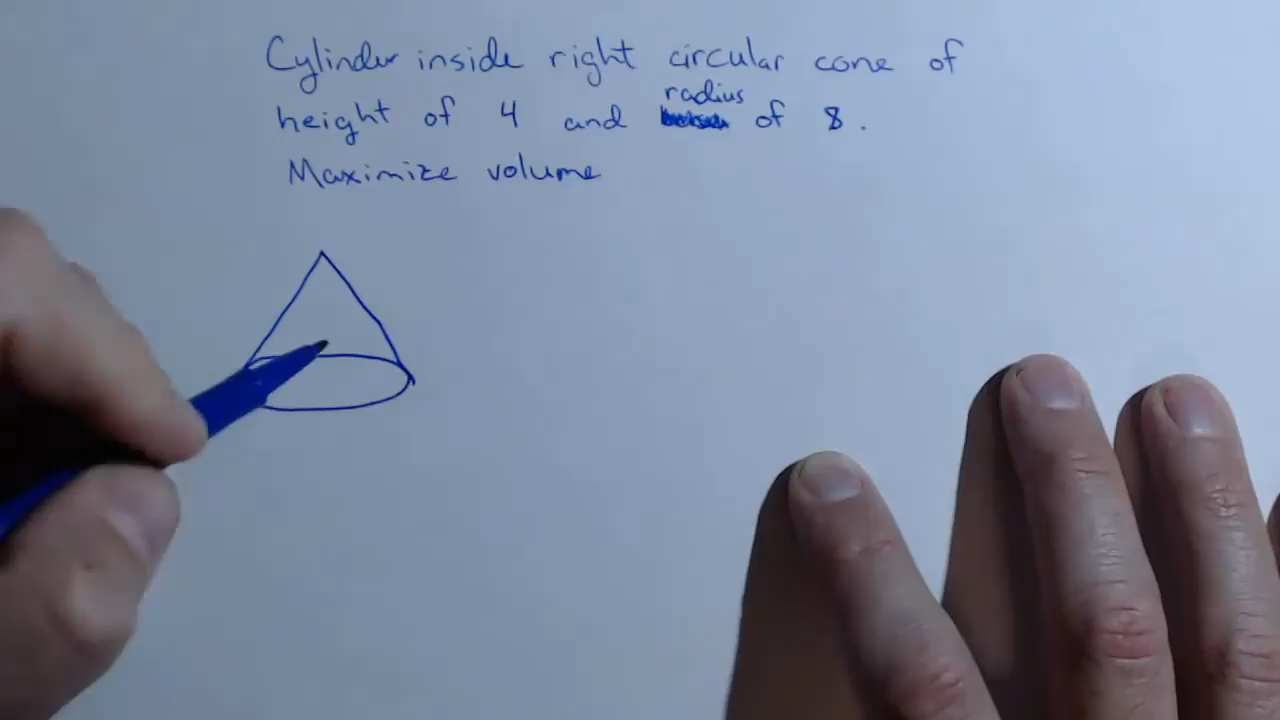 Cylinder inside right circular cone of
height of 4 and radius of 8.
Maximize volume